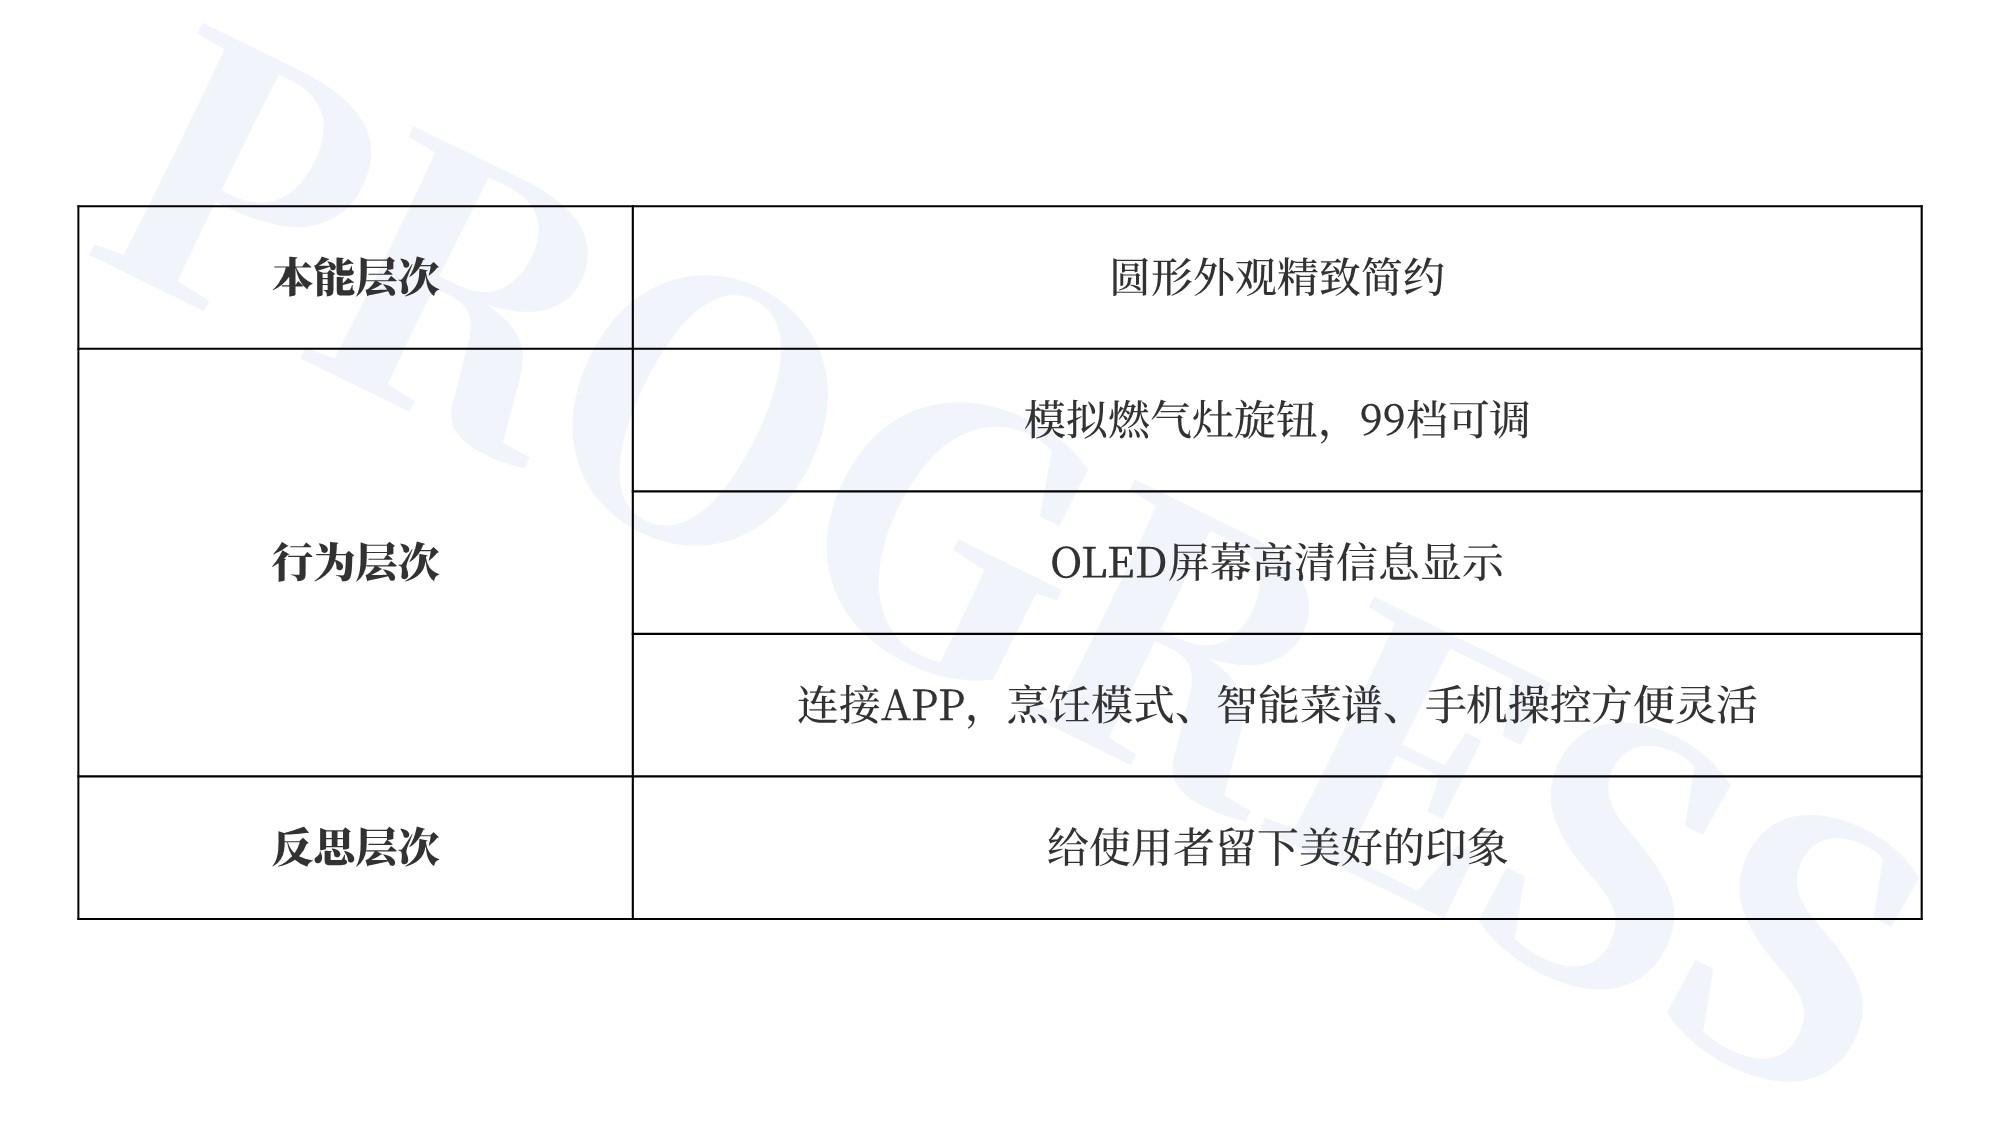 PROGRESS
本能层次
圆形外观精致简约
行为层次
模拟燃气灶旋钮，99档可调
OLED屏幕高清信息显示
连接APP，烹饪模式、智能菜谱、手机操控方便灵活
反思层次
给使用者留下美好的印象